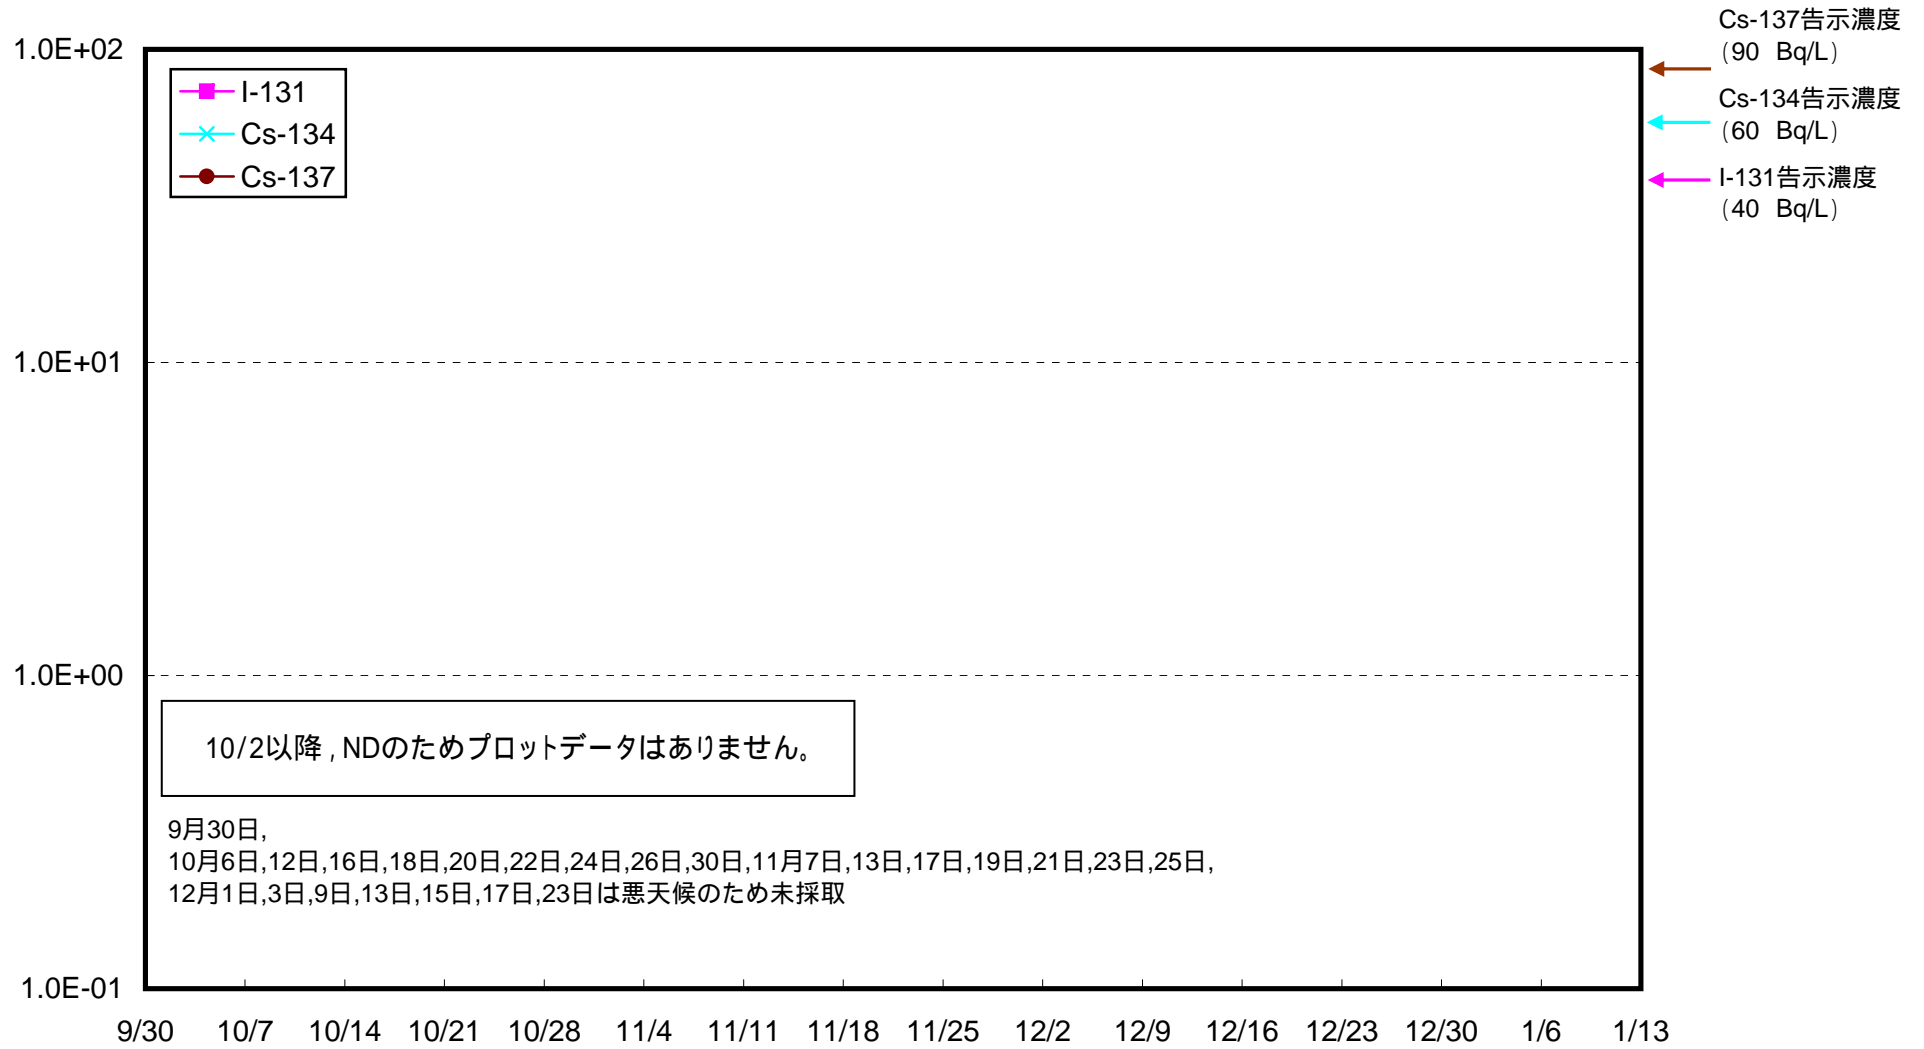 Cs-137告示濃度
(90 Bq/L)
Cs-134告示濃度
(60 Bq/L)
I-131告示濃度
(40 Bq/L)
1.0E+02
1.0E+01
1.0E+00
1.0E-01
I-131
Cs-134
Cs-137
10/2以降,NDのためプロットデータはありません。
9月30日,
10月6日,12日,16日,18日,20日,22日,24日,26日,30日,11月7日,13日,17日,19日,21日,23日,25日,
12月1日,3日,9日,13日,15日,17日,23日は悪天候のため未採取
9/30 10/7 10/14 10/21 10/28 11/4 11/11 11/18 11/25 12/2 12/9 12/16 12/23 12/30 1/6 1/13